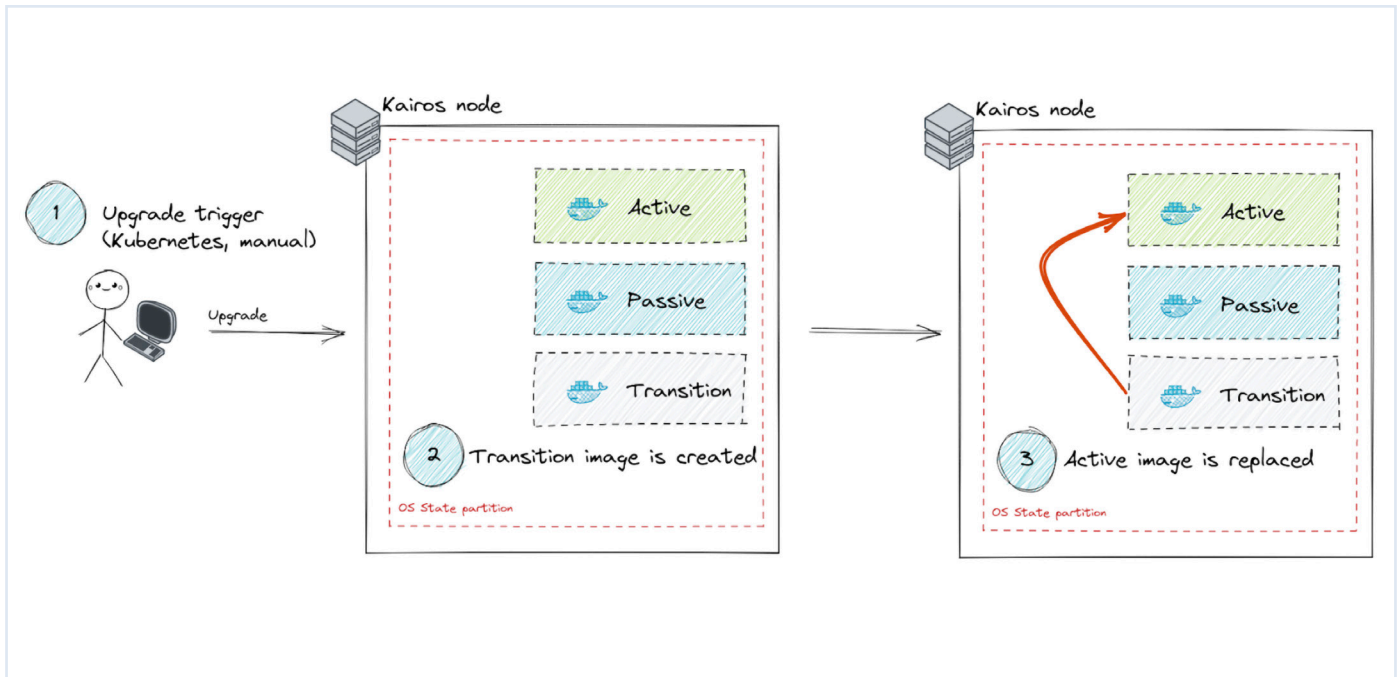 Kairos node
1
Upgrade trigger
(Kubernetes, manual)
Upgrade
Active
Passive
Transition
2
Transition image is created
OS State partition
Kairos node
Active
Passive
Transition
3
Active image is replaced
OS State partition